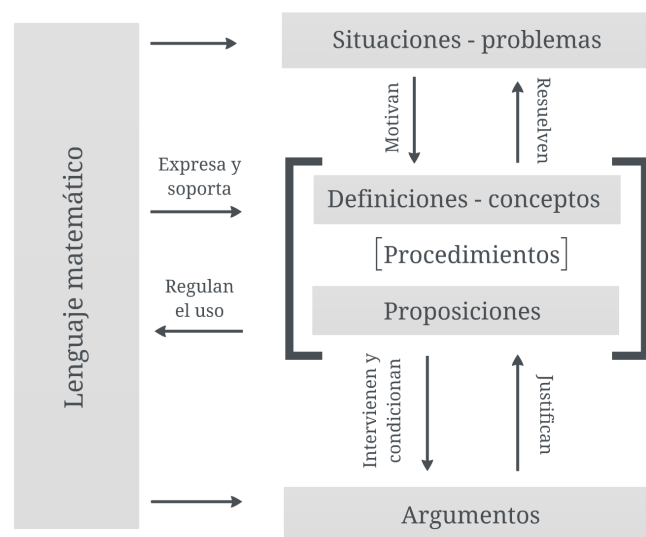 Lenguaje matemático
Situaciones - problemas
Motivan
Resuelven
Expresa y
soporta
Definiciones - conceptos
[Procedimientos]
Regulan
el uso
Proposiciones
Intervienen y
condicionan
Justifican
Argumentos